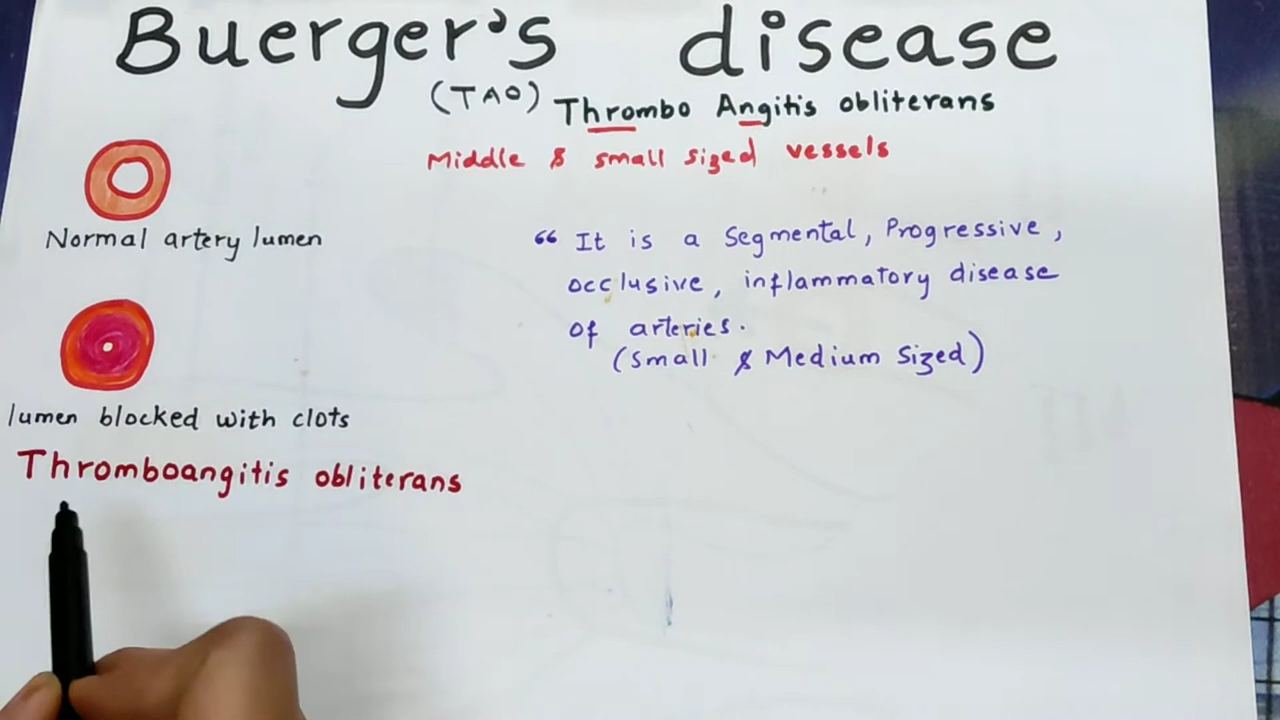 Buerger's disease
(TAO) Thrombo Angitis obliterans
Middle & small sized vessels
Normal artery lumen
“ It is a Segmental, Progressive,
occlusive, inflammatory disease
of arteries.
(Small & Medium Sized)
lumen blocked with clots
Thromboangitis obliterans